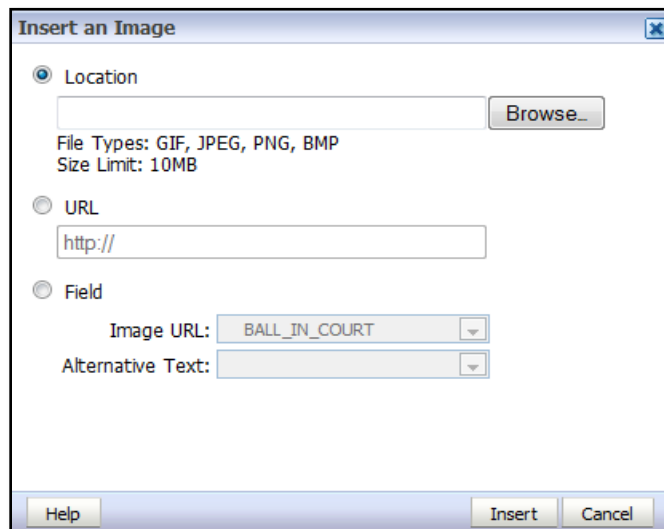 Insert an Image
Location
Browse...
File Types: GIF, JPEG, PNG, BMP
Size Limit: 10MB
URL
http://
Field
Image URL: BALL_IN_COURT
Alternative Text:
Help Insert Cancel